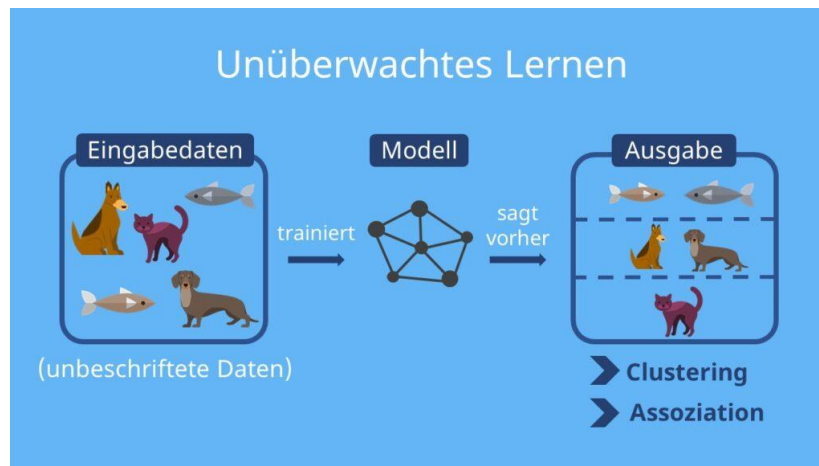 Unüberwachtes Lernen
Eingabedaten
Modell
Ausgabe
trainiert
sagt
vorher
(unbeschriftete Daten)
Clustering
Assoziation